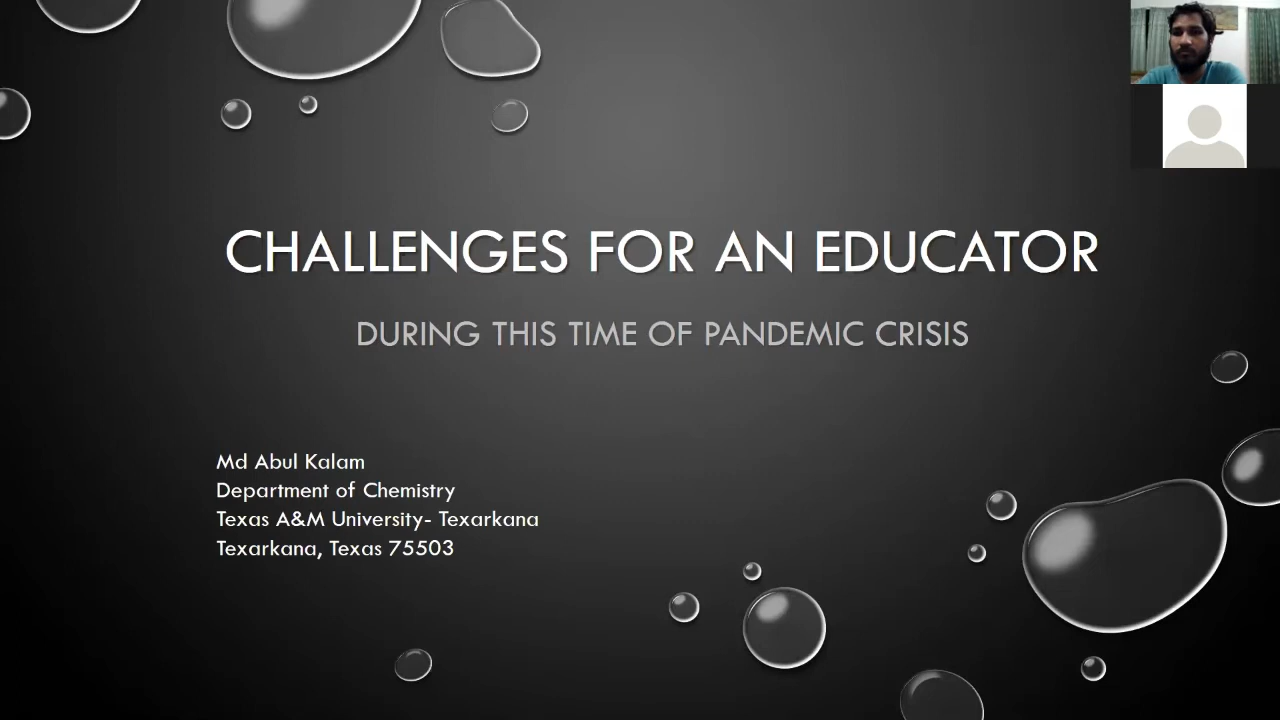 CHALLENGES FOR AN EDUCATOR
DURING THIS TIME OF PANDEMIC CRISIS
Md Abul Kalam
Department of Chemistry
Texas A&M University- Texarkana
Texarkana, Texas 75503